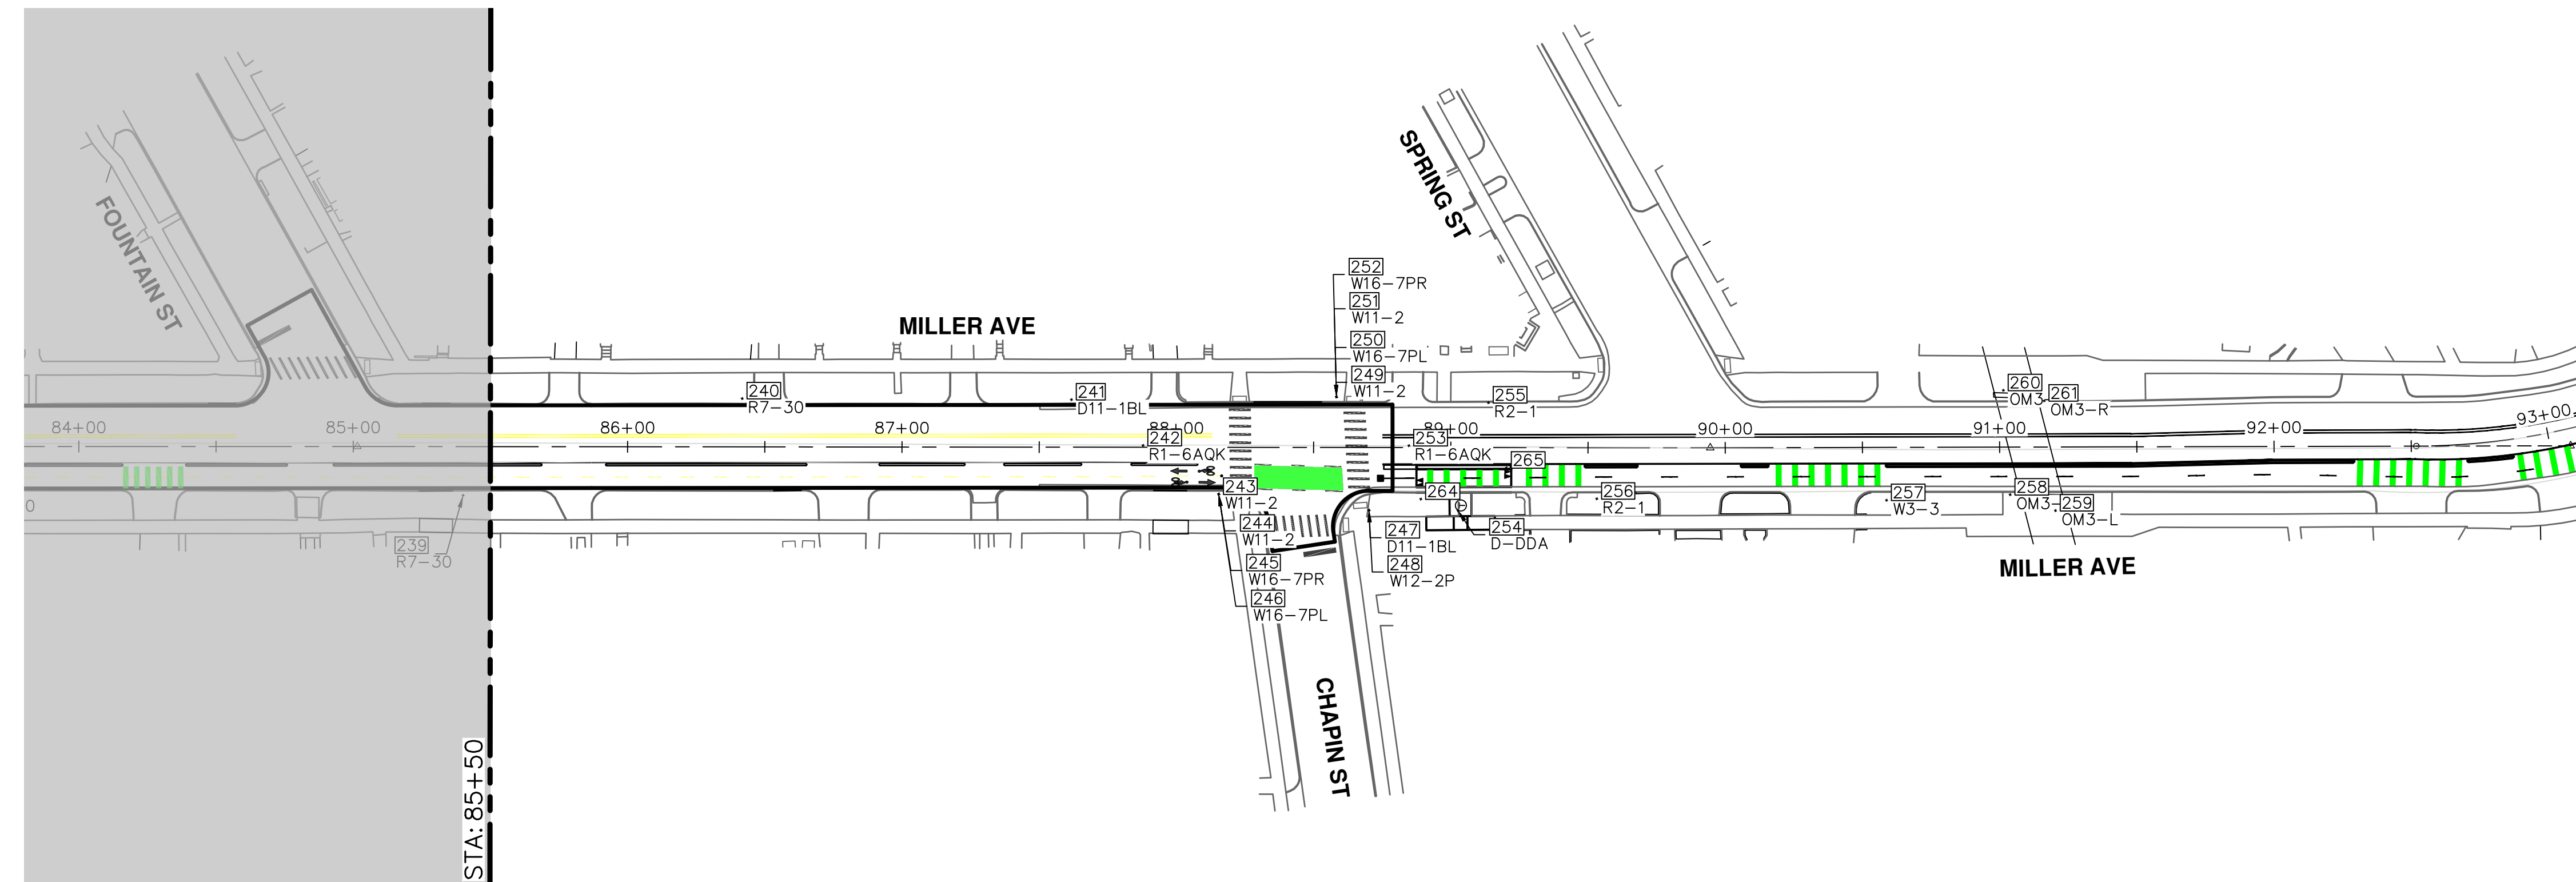 FOUNTAIN ST
SPRING ST
252
W16-7PR
251
W11-2
250
W16-7PL
249
W11-2
MILLER AVE
240
R7-30
241
D11-1BL
255
R2-1
260
OM3
261
OM3-R
84+00
85+00
86+00
87+00
88+00
89+00
90+00
91+00
92+00
93+00
242
R1-6AQK
253
R1-6AQK
265
243
W11-2
264
256
R2-1
257
W3-3
258
OM3
259
OM3-L
0
244
W11-2
247
D11-1BL
254
D-DDA
239
R7-30
245
W16-7PR
248
W12-2P
246
W16-7PL
MILLER AVE
CHAPIN ST
STA: 85+50